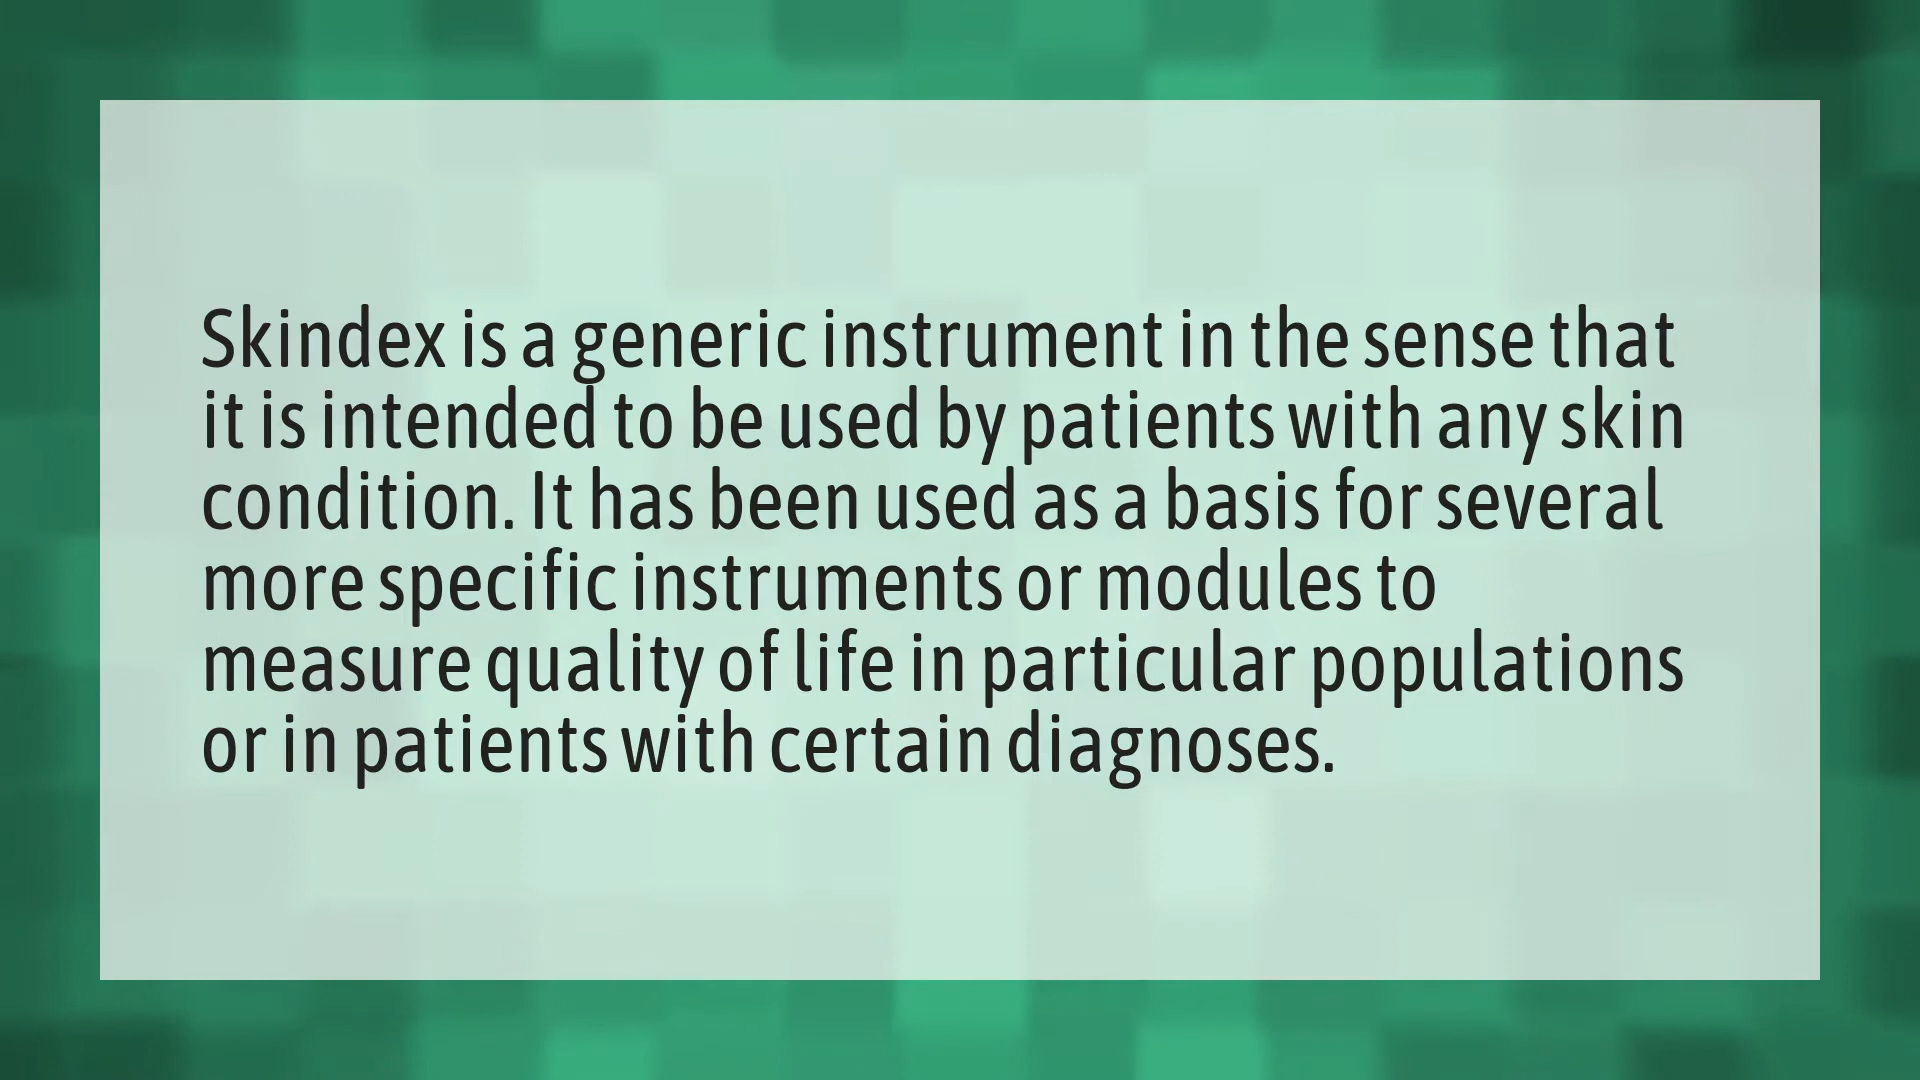 Skindex is a generic instrument in the sense that
it is intended to be used by patients with any skin
condition. It has been used as a basis for several
more specific instruments or modules to
measure quality of life in particular populations
or in patients with certain diagnoses.